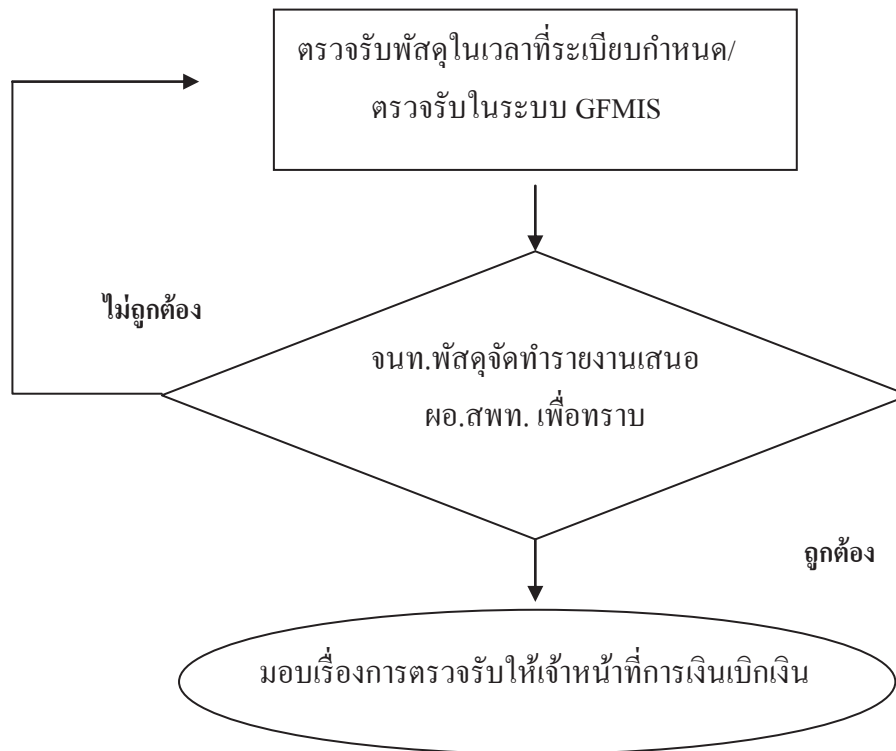 ตรวจรับพัสดุในเวลาที่ระเบียบกำหนด/
ตรวจรับในระบบ GFMIS
ไม่ถูกต้อง
จนท.พัสดุจัดทำรายงานเสนอ
ผอ.สพท. เพื่อทราบ
ถูกต้อง
มอบเรื่องการตรวจรับให้เจ้าหน้าที่การเงินเบิกเงิน